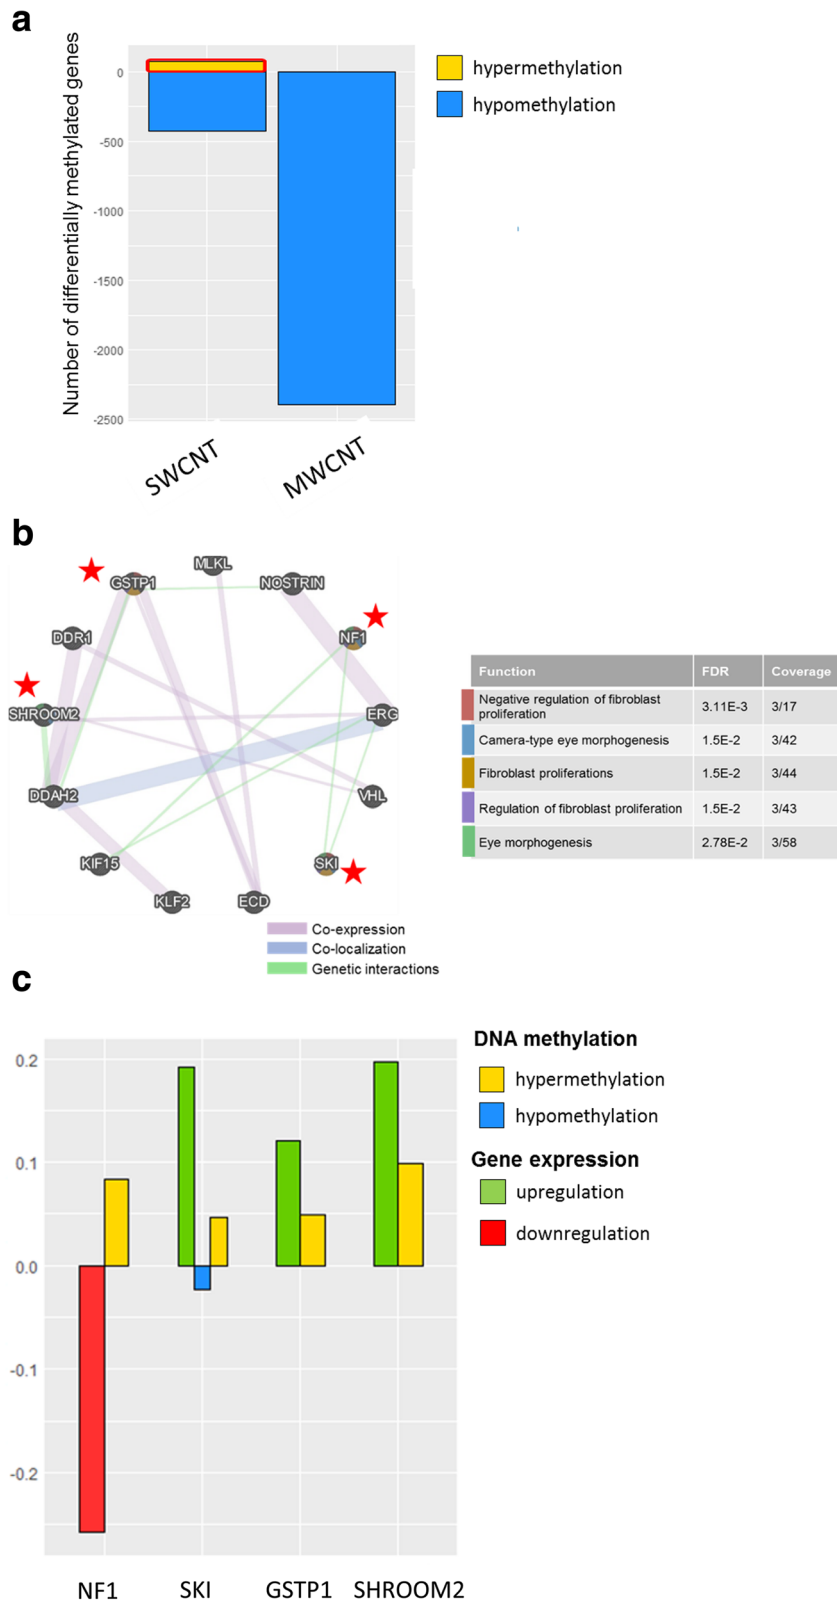 a
Number of differentially methylated genes
0
-500
-1000
-1500
-2000
-2500
SWCNT
MWCNT
hypermethylation
hypomethylation
b
MLKL
GSTP1
NOSTRIN
DDR1
NF1
SHROOM2
ERG
DDAH2
VHL
KIF15
SKI
KLF2
ECD
Co-expression
Co-localization
Genetic interactions
Function FDR Coverage
Negative regulation of fibroblast
proliferation 3.11E-3 3/17
Camera-type eye morphogenesis 1.5E-2 3/42
Fibroblast proliferations 1.5E-2 3/44
Regulation of fibroblast proliferation 1.5E-2 3/43
Eye morphogenesis 2.78E-2 3/58
c
0.2
0.1
0.0
-0.1
-0.2
NF1 SKI GSTP1 SHROOM2
DNA methylation
hypermethylation
hypomethylation
Gene expression
upregulation
downregulation